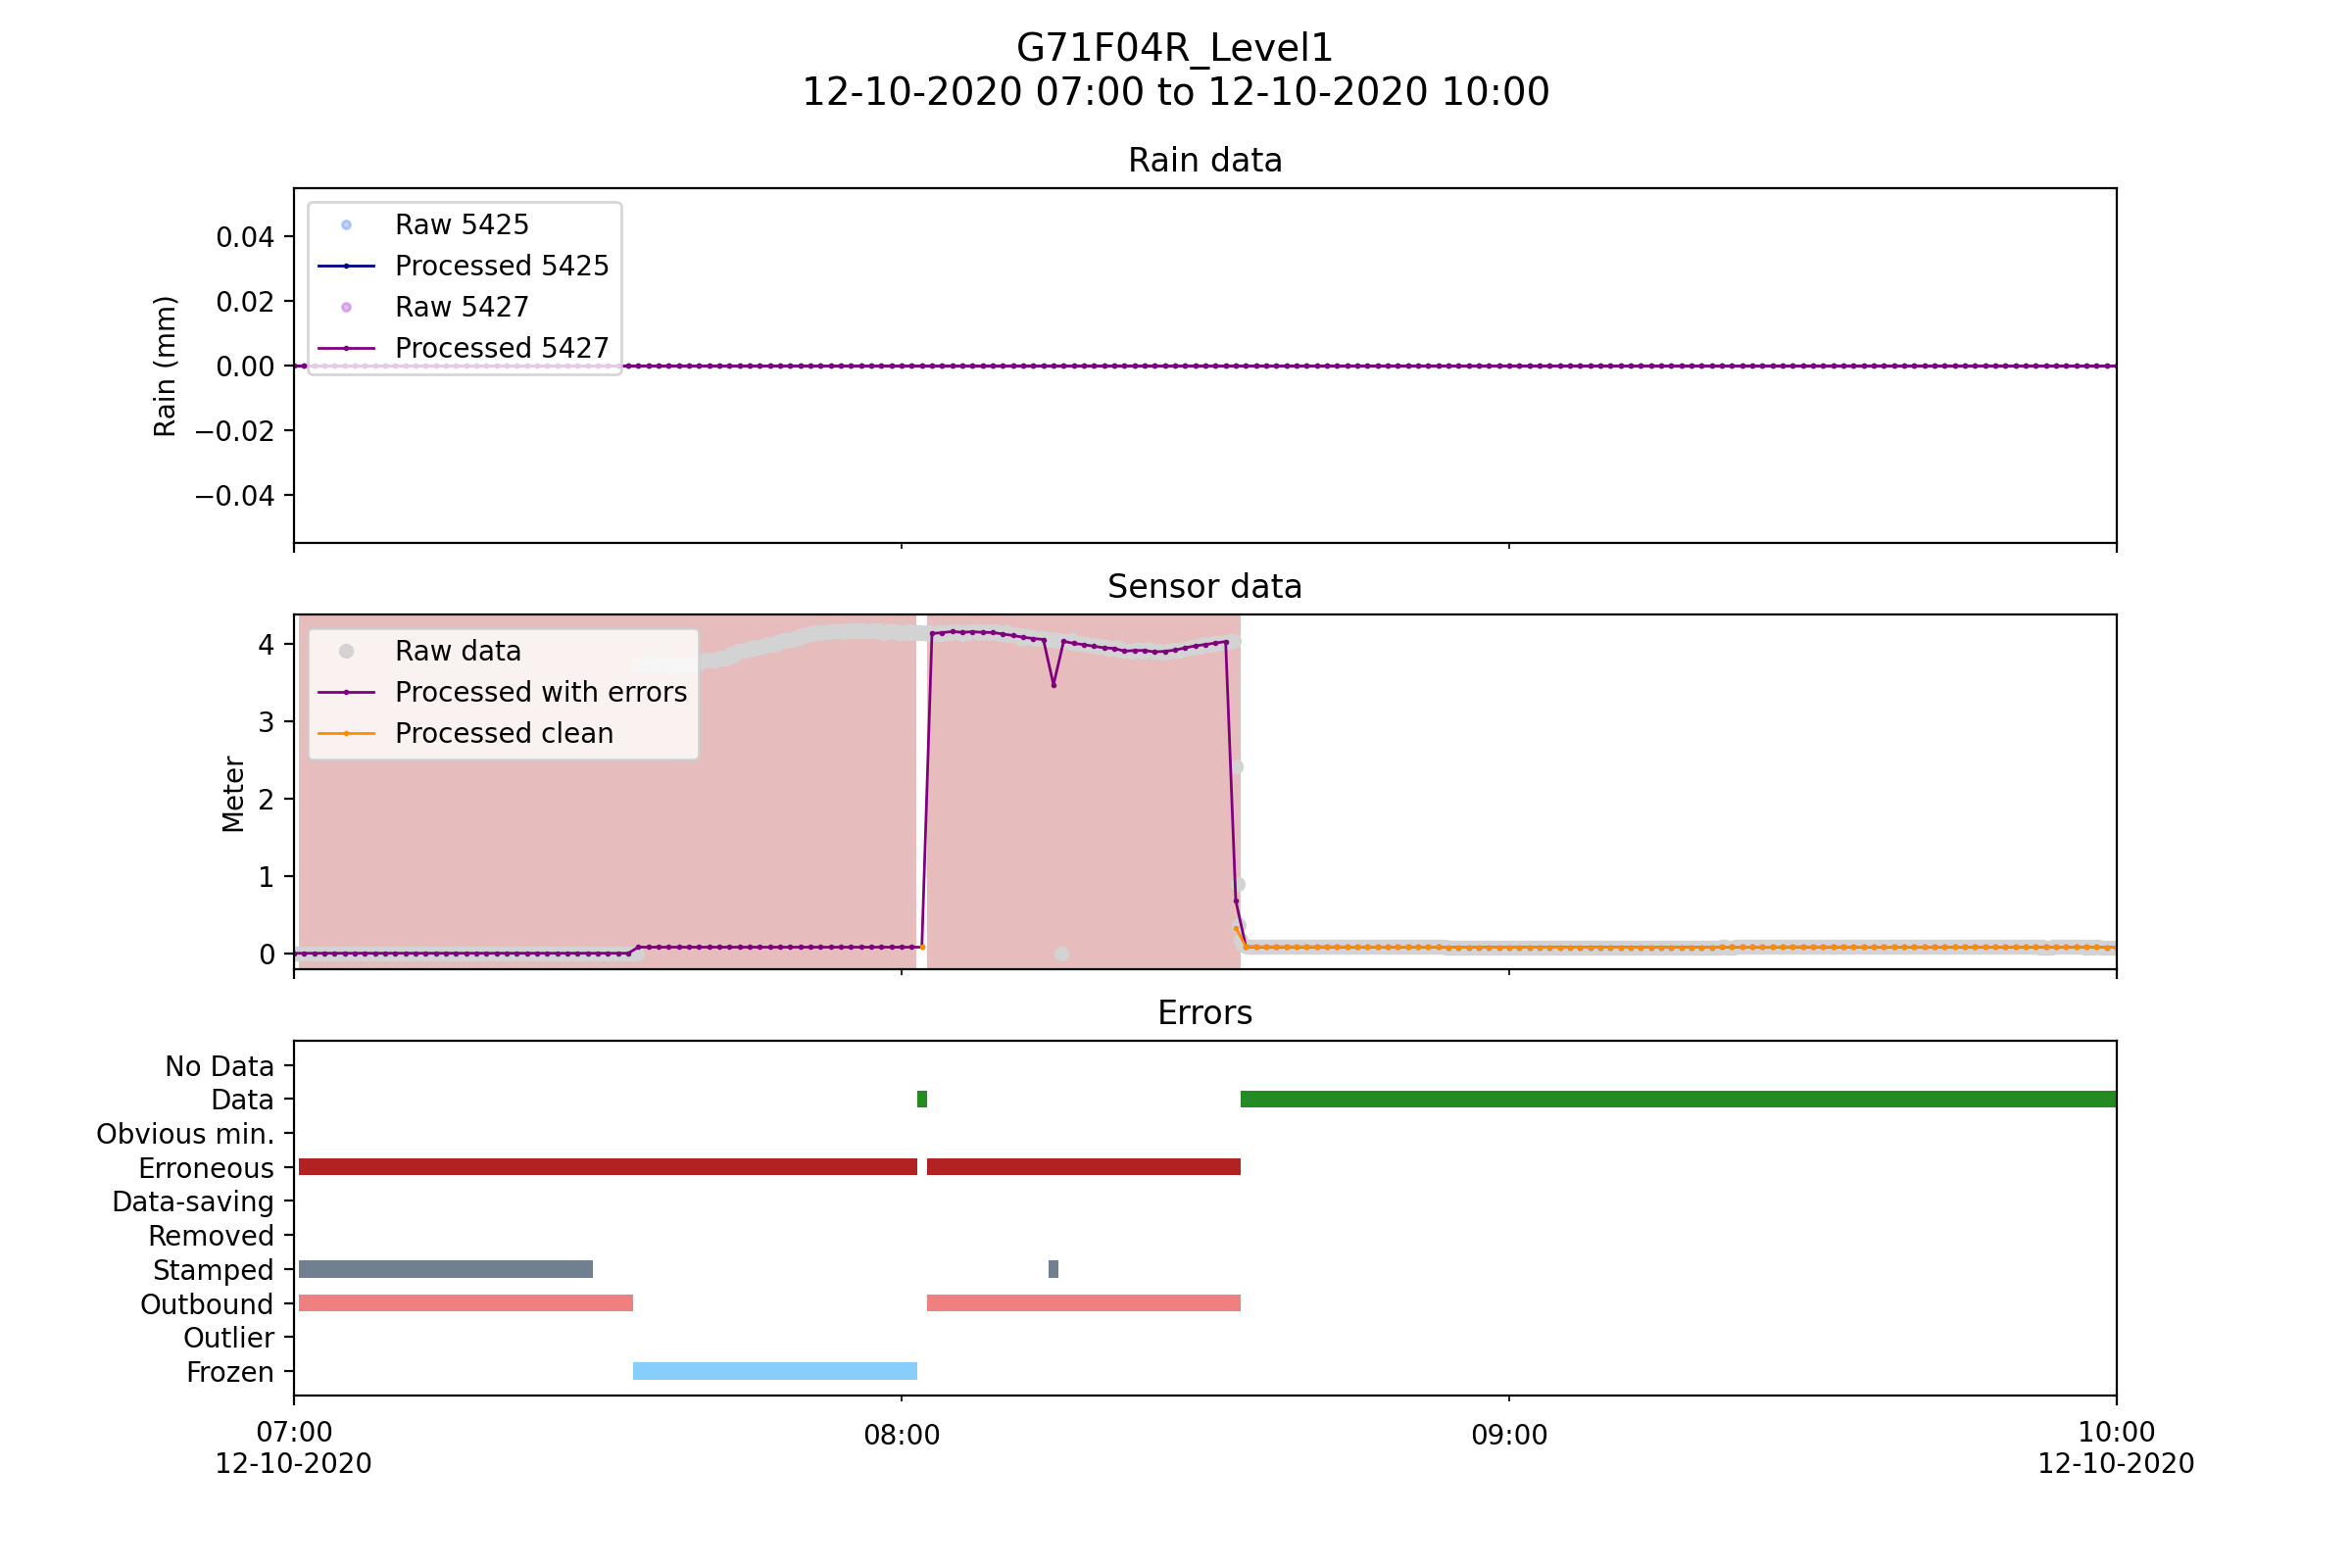 G71F04R_Level1
12-10-2020 07:00 to 12-10-2020 10:00
Rain data
Rain (mm)
0.04
0.02
0.00
−0.02
−0.04
Raw 5425
Processed 5425
Raw 5427
Processed 5427
Sensor data
Meter
4
3
2
1
0
Raw data
Processed with errors
Processed clean
Errors
No Data
Data
Obvious min.
Erroneous
Data-saving
Removed
Stamped
Outbound
Outlier
Frozen
07:00
12-10-2020
08:00
09:00
10:00
12-10-2020